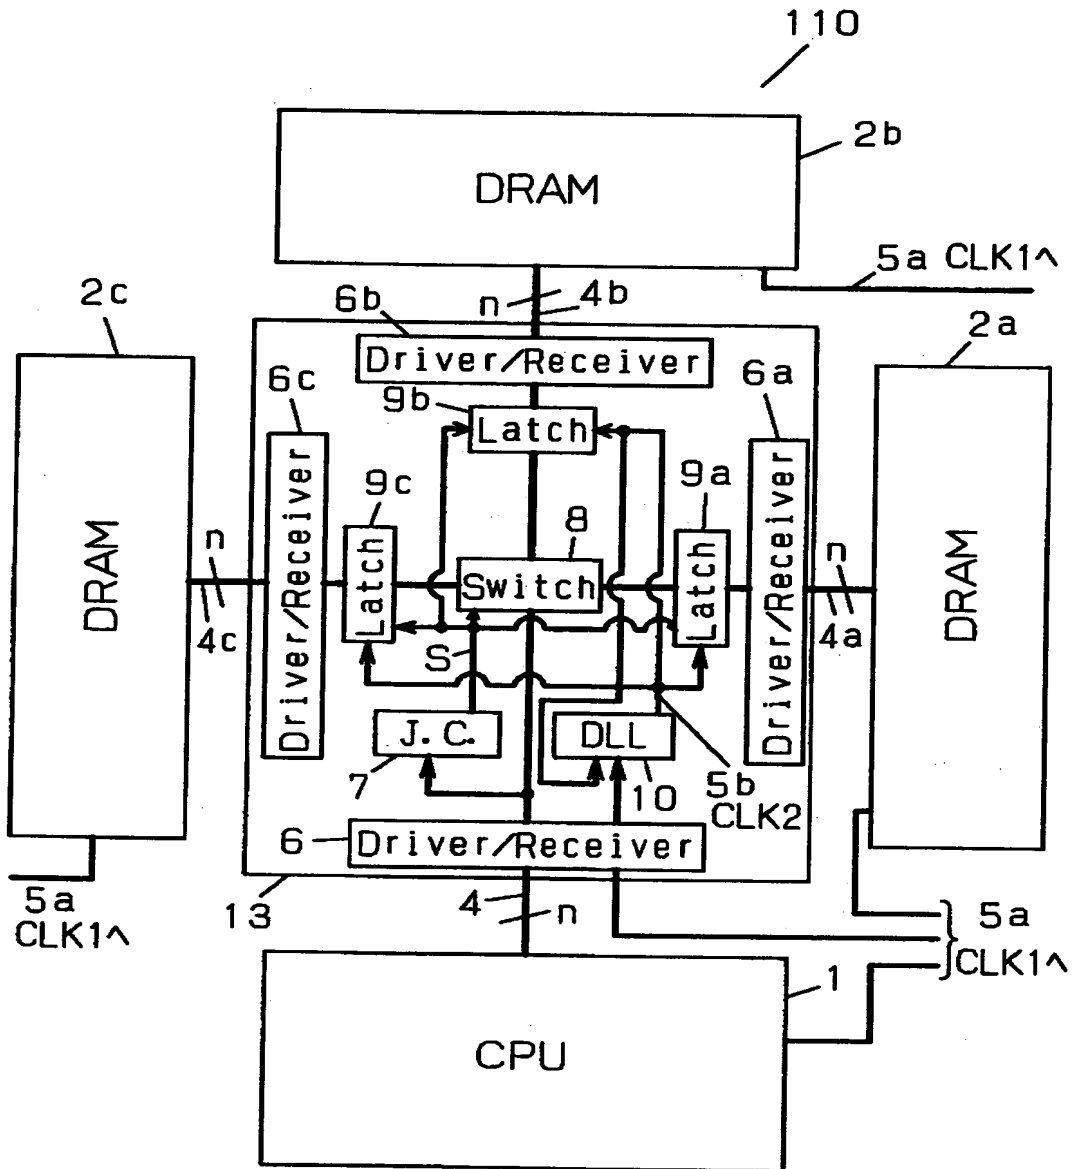 110
2b
DRAM
5a CLK1^
2c
n
4b
6b
2a
Driver/Receiver
6c
6a
9b
Latch
9c
9a
8
DRAM
n
4c
Driver/Receiver
Latch
Switch
Latch
Driver/Receiver
n
4a
DRAM
S
J.C.
DLL
7
10
5b
CLK2
6
Driver/Receiver
5a
CLK1^
13
4
n
5a
CLK1^
1
CPU